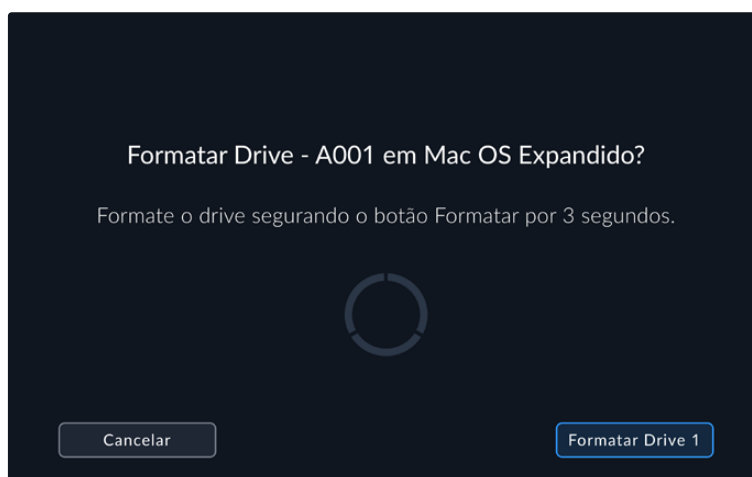 Formatar Drive - A001 em Mac OS Expandido?
Formate o drive segurando o botão Formatar por 3 segundos.
Cancelar
Formatar Drive 1